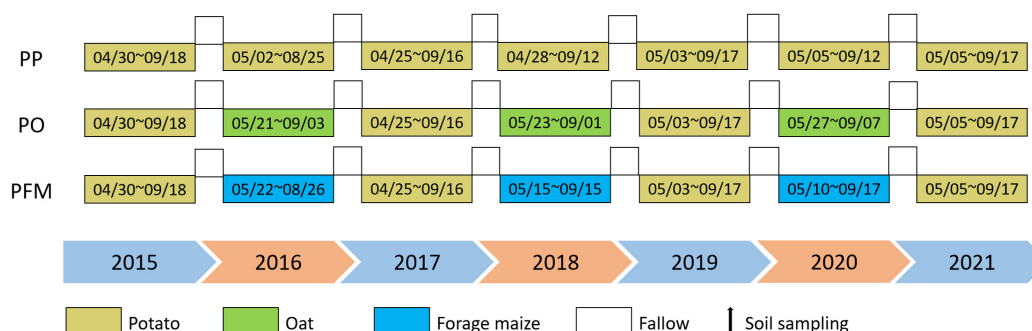 PP 04/30~09/18 05/02~08/25 04/25~09/16 04/28~09/12 05/03~09/17 05/05~09/12 05/05~09/17
PO 04/30~09/18 05/21~09/03 04/25~09/16 05/23~09/01 05/03~09/17 05/27~09/07 05/05~09/17
PFM 04/30~09/18 05/22~08/26 04/25~09/16 05/15~09/15 05/03~09/17 05/10~09/17 05/05~09/17
2015 2016 2017 2018 2019 2020 2021
Potato Oat Forage maize Fallow Soil sampling